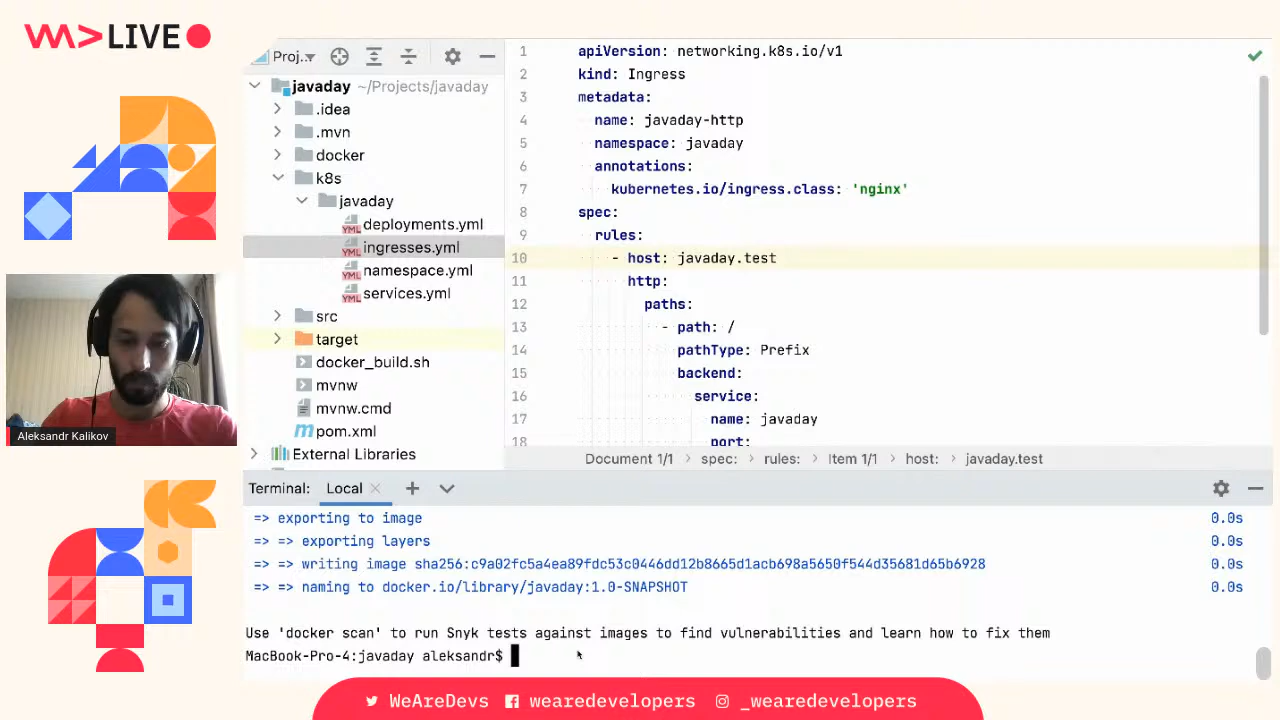 LIVE
Proj..
javaday ~/Projects/javaday
.idea
.mvn
docker
k8s
javaday
YML deployments.yml
YML ingresses.yml
YML namespace.yml
YML services.yml
src
target
docker_build.sh
mvnw
mvnw.cmd
pom.xml
External Libraries
1 apiVersion: networking.k8s.io/v1
2 kind: Ingress
3 metadata:
4 name: javaday-http
5 namespace: javaday
6 annotations:
7 kubernetes.io/ingress.class: 'nginx'
8 spec:
9 rules:
10 - host: javaday.test
11 http:
12 paths:
13 - path: /
14 pathType: Prefix
15 backend:
16 service:
17 name: javaday
18 port:
Document 1/1 > spec: > rules: > Item 1/1 > host: > javaday.test
Aleksandr Kalikov
Terminal: Local
=> exporting to image 0.0s
=> => exporting layers 0.0s
=> => writing image sha256:c9a02fc5a4ea89fdc53c0446dd12b8665d1acb698a5650f544d35681d65b6928 0.0s
=> => naming to docker.io/library/javaday:1.0-SNAPSHOT 0.0s
Use 'docker scan' to run Snyk tests against images to find vulnerabilities and learn how to fix them
MacBook-Pro-4:javaday aleksandr$
WeAreDevs wearedevelopers _wearedevelopers